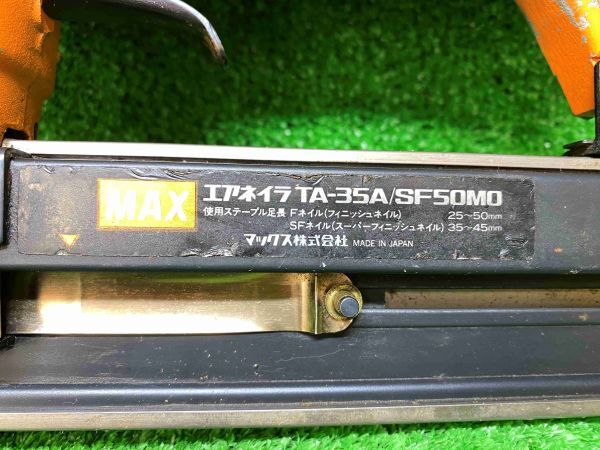 MAX エアネイラ TA-35A/SF50MO
使用ステープル足長 Fネイル(フィニッシュネイル) 25~50mm
SFネイル(スーパーフィニッシュネイル) 35~45mm
マックス株式会社 MADE IN JAPAN